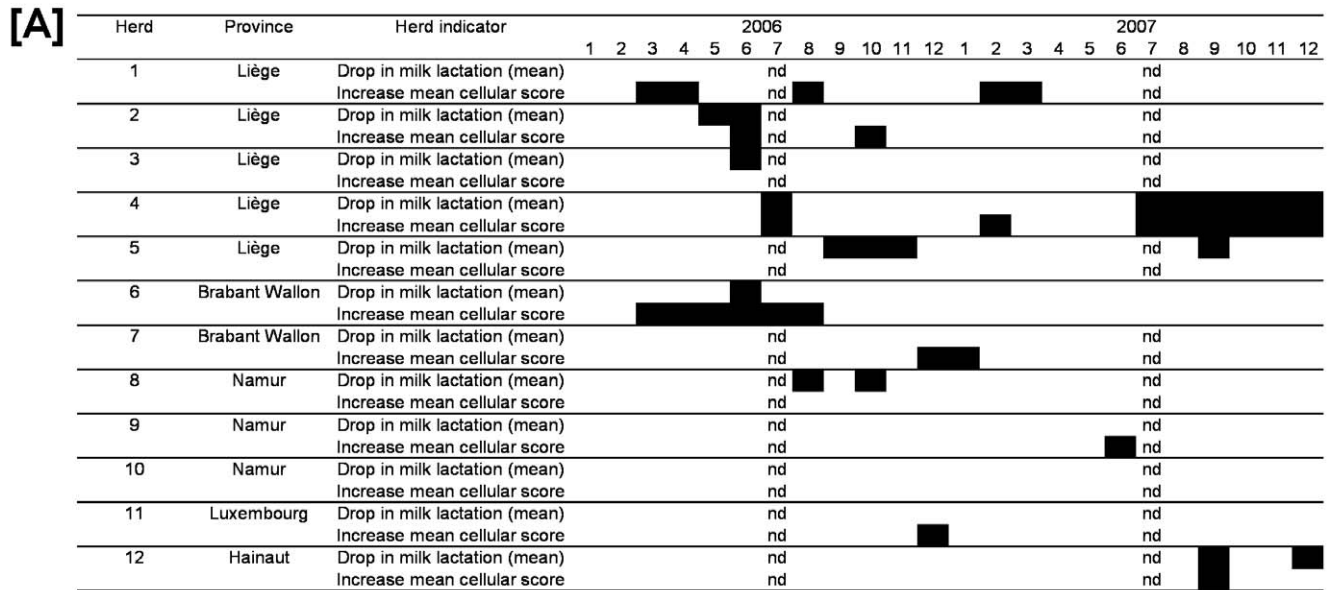 [A]
Herd Province Herd indicator 2006 2007
1 2 3 4 5 6 7 8 9 10 11 12 1 2 3 4 5 6 7 8 9 10 11 12
1 Liège Drop in milk lactation (mean) nd nd
Increase mean cellular score nd nd
2 Liège Drop in milk lactation (mean) nd nd
Increase mean cellular score nd nd
3 Liège Drop in milk lactation (mean) nd nd
Increase mean cellular score nd nd
4 Liège Drop in milk lactation (mean)
Increase mean cellular score
5 Liège Drop in milk lactation (mean) nd nd
Increase mean cellular score nd nd
6 Brabant Wallon Drop in milk lactation (mean)
Increase mean cellular score
7 Brabant Wallon Drop in milk lactation (mean) nd nd
Increase mean cellular score nd nd
8 Namur Drop in milk lactation (mean) nd nd
Increase mean cellular score nd nd
9 Namur Drop in milk lactation (mean) nd nd
Increase mean cellular score nd nd
10 Namur Drop in milk lactation (mean) nd nd
Increase mean cellular score nd nd
11 Luxembourg Drop in milk lactation (mean) nd nd
Increase mean cellular score nd nd
12 Hainaut Drop in milk lactation (mean) nd nd
Increase mean cellular score nd nd